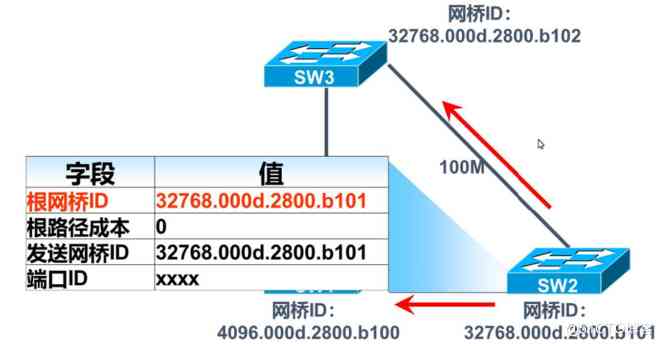 网桥ID：
32768.000d.2800.b102
SW3
100M
字段 值
根网桥ID 32768.000d.2800.b101
根路径成本 0
发送网桥ID 32768.000d.2800.b101
端口ID xxxx
SW2
网桥ID：
4096.000d.2800.b100
网桥ID：
32768.000d.2800.b101